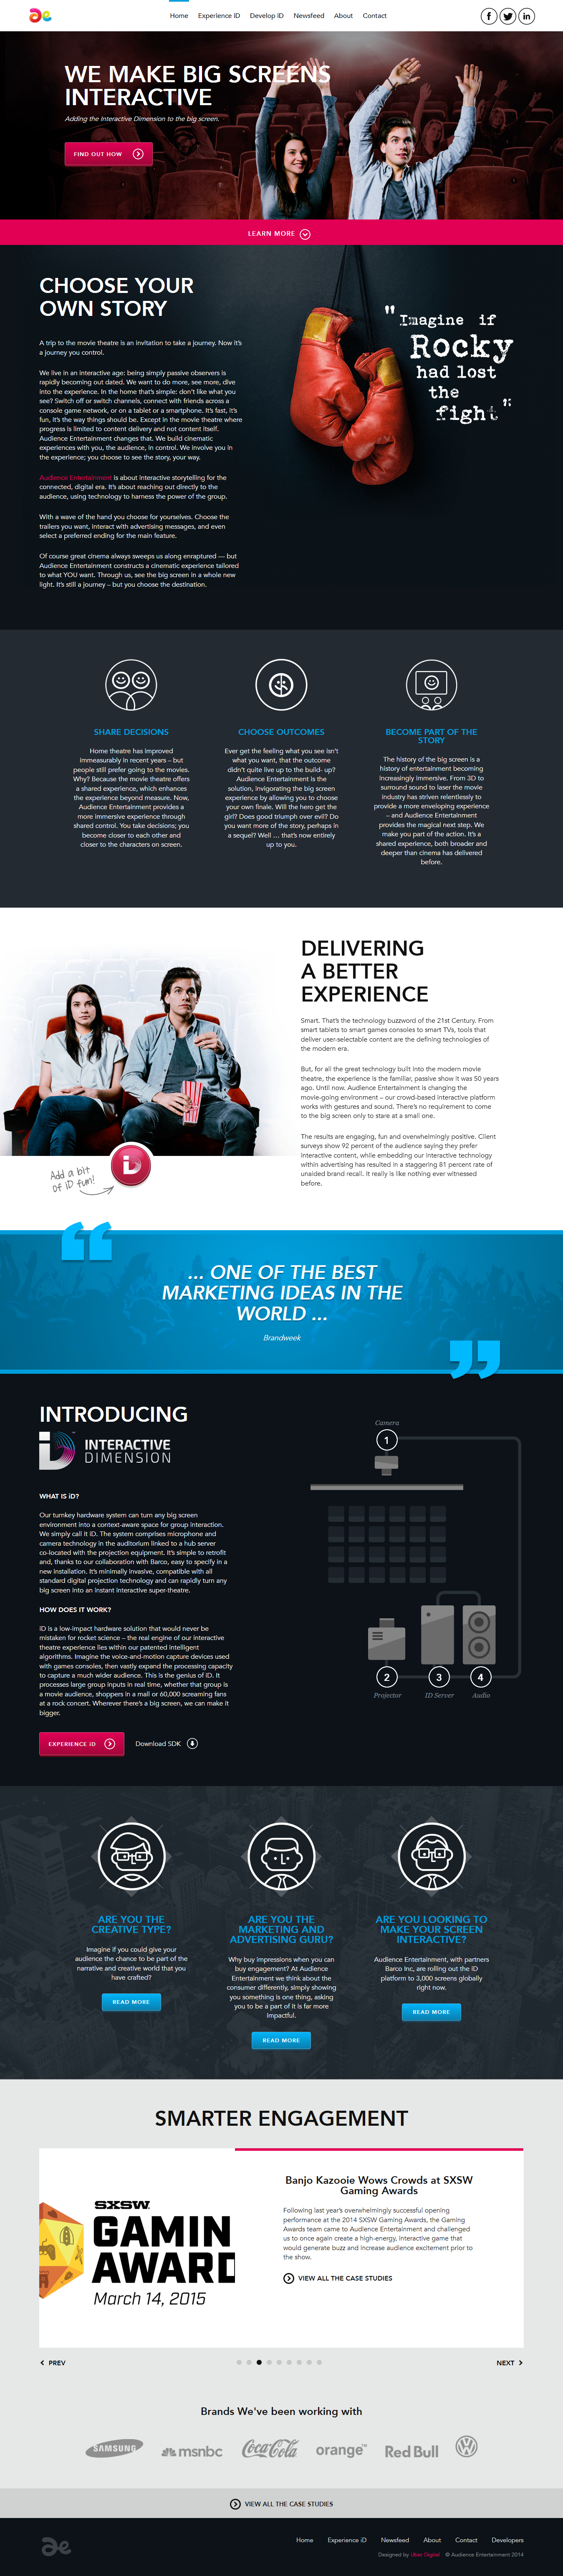 Home Experience ID Develop ID Newsfeed About Contact
WE MAKE BIG SCREENS
INTERACTIVE
Adding the Interactive Dimension to the big screen.
FIND OUT HOW
LEARN MORE
CHOOSE YOUR
OWN STORY
A trip to the movie theatre is an invitation to take a journey. Now it's
a journey you control.
We live in an interactive age: being simply passive observers is
rapidly becoming out dated. We want to do more, see more, dive
into the experience. In the home that's simple: don't like what you
see? Switch off or switch channels, connect with friends across a
console game network, or on a tablet or a smartphone. It's fast, it's
fun, it's the way things should be. Except in the movie theatre where
progress is limited to content delivery and not content itself.
Audience Entertainment changes that. We build cinematic
experiences with you, the audience, in control. We involve you in
the experience; you choose to see the story, your way.
Audience Entertainment is about interactive storytelling for the
connected, digital era. It's about reaching out directly to the
audience, using technology to harness the power of the group.
With a wave of the hand you choose for yourselves. Choose the
trailers you want, interact with advertising messages, and even
select a preferred ending for the main feature.
Of course great cinema always sweeps us along enraptured — but
Audience Entertainment constructs a cinematic experience tailored
to what YOU want. Through us, see the big screen in a whole new
light. It's still a journey – but you choose the destination.
"Imagine if
Rocky
had lost
the
fight"
SHARE DECISIONS
Home theatre has improved
immeasurably in recent years – but
people still prefer going to the movies.
Why? Because the movie theatre offers
a shared experience, which enhances
the experience beyond measure. Now,
Audience Entertainment provides a
more immersive experience through
shared control. You take decisions; you
become closer to each other and
closer to the characters on screen.
CHOOSE OUTCOMES
Ever get the feeling what you see isn't
what you want, that the outcome
didn't quite live up to the build- up?
Audience Entertainment is the
solution, invigorating the big screen
experience by allowing you to choose
your own finale. Will the hero get the
girl? Does good triumph over evil? Do
you want more of the story, perhaps in
a sequel? Well … that's now entirely
up to you.
BECOME PART OF THE
STORY
The history of the big screen is a
history of entertainment becoming
increasingly immersive. From 3D to
surround sound to laser the movie
industry has striven relentlessly to
provide a more enveloping experience
– and Audience Entertainment
provides the magical next step. We
make you part of the action. It's a
shared experience, both broader and
deeper than cinema has delivered
before.
DELIVERING
A BETTER
EXPERIENCE
Smart. That's the technology buzzword of the 21st Century. From
smart tablets to smart games consoles to smart TVs, tools that
deliver user-selectable content are the defining technologies of
the modern era.
But, for all the great technology built into the modern movie
theatre, the experience is the familiar, passive show it was 50 years
ago. Until now. Audience Entertainment is changing the
movie-going environment – our crowd-based interactive platform
works with gestures and sound. There's no requirement to come
to the big screen only to stare at a small one.
The results are engaging, fun and overwhelmingly positive. Client
surveys show 92 percent of the audience saying they prefer
interactive content, while embedding our interactive technology
within advertising has resulted in a staggering 81 percent rate of
unaided brand recall. It really is like nothing ever witnessed
before.
Add a bit
of iD fun!
iD
... ONE OF THE BEST
MARKETING IDEAS IN THE
WORLD ...
Brandweek
INTRODUCING
iD INTERACTIVE
DIMENSION
WHAT IS iD?
Our turnkey hardware system can turn any big screen
environment into a context-aware space for group interaction.
We simply call it ID. The system comprises microphone and
camera technology in the auditorium linked to a hub server
co-located with the projection equipment. It's simple to retrofit
and, thanks to our collaboration with Barco, easy to specify in a
new installation. It's minimally invasive, compatible with all
standard digital projection technology and can rapidly turn any
big screen into an instant interactive super-theatre.
HOW DOES IT WORK?
ID is a low-impact hardware solution that would never be
mistaken for rocket science – the real engine of our interactive
theatre experience lies within our patented intelligent
algorithms. Imagine the voice-and-motion capture devices used
with games consoles, then vastly expand the processing capacity
to capture a much wider audience. This is the genius of ID. It
processes large group inputs in real time, whether that group is
a movie audience, shoppers in a mall or 60,000 screaming fans
at a rock concert. Wherever there's a big screen, we can make it
bigger.
EXPERIENCE iD
Download SDK
Camera
1
2 3 4
Projector ID Server Audio
ARE YOU THE
CREATIVE TYPE?
Imagine if you could give your
audience the chance to be part of the
narrative and creative world that you
have crafted?
READ MORE
ARE YOU THE
MARKETING AND
ADVERTISING GURU?
Why buy impressions when you can
buy engagement? At Audience
Entertainment we think about the
consumer differently, simply showing
you something is one thing, asking
you to be a part of it is far more
impactful.
READ MORE
ARE YOU LOOKING TO
MAKE YOUR SCREEN
INTERACTIVE?
Audience Entertainment, with partners
Barco Inc, are rolling out the ID
platform to 3,000 screens globally
right now.
READ MORE
SMARTER ENGAGEMENT
SXSW
GAMIN
AWARD
March 14, 2015
Banjo Kazooie Wows Crowds at SXSW
Gaming Awards
Following last year's overwhelmingly successful opening
performance at the 2014 SXSW Gaming Awards, the Gaming
Awards team came to Audience Entertainment and challenged
us to once again create a high-energy, interactive game that
would generate buzz and increase audience excitement prior to
the show.
VIEW ALL THE CASE STUDIES
PREV
NEXT
Brands We've been working with
SAMSUNG msnbc Coca-Cola orange™ Red Bull
VIEW ALL THE CASE STUDIES
Home Experience iD Newsfeed About Contact Developers
Designed by Uber Digital © Audience Entertainment 2014